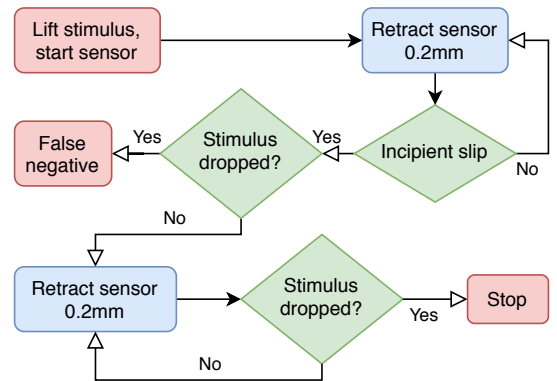 Lift stimulus,
start sensor
Retract sensor
0.2mm
Incipient slip
No
Yes
Stimulus
dropped?
Yes
False
negative
No
Retract sensor
0.2mm
Stimulus
dropped?
Yes
Stop
No